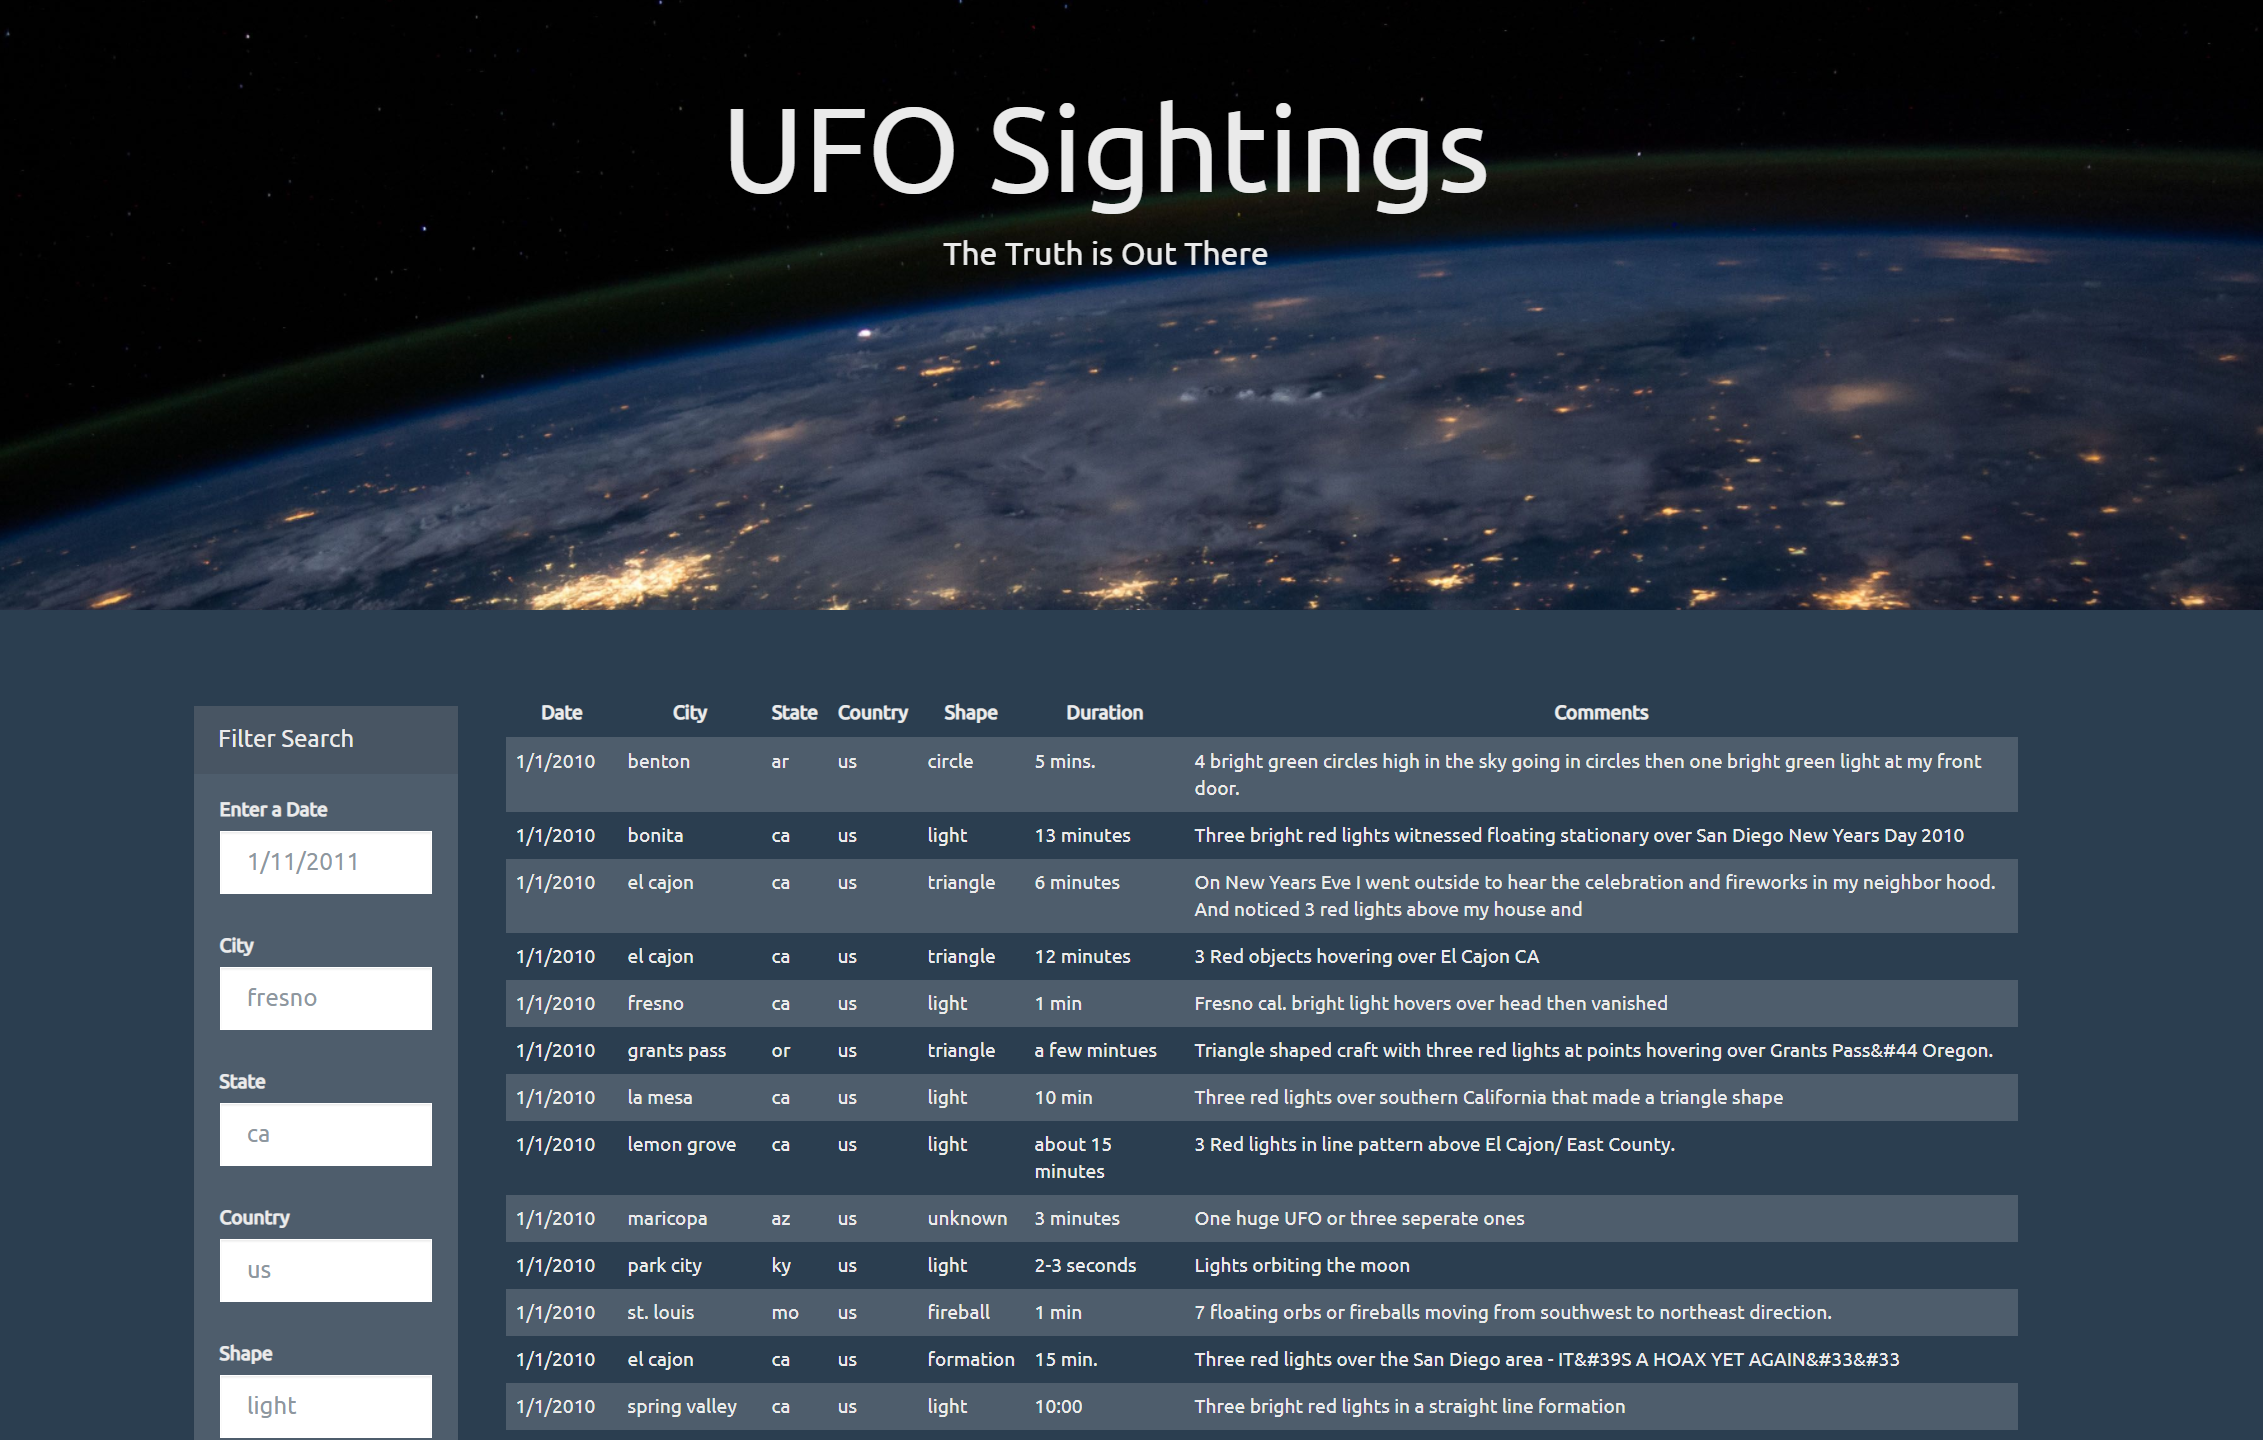 UFO Sightings
The Truth is Out There
Filter Search
Enter a Date
1/11/2011
City
fresno
State
ca
Country
us
Shape
light
Date City State Country Shape Duration Comments
1/1/2010 benton ar us circle 5 mins. 4 bright green circles high in the sky going in circles then one bright green light at my front
door.
1/1/2010 bonita ca us light 13 minutes Three bright red lights witnessed floating stationary over San Diego New Years Day 2010
1/1/2010 el cajon ca us triangle 6 minutes On New Years Eve I went outside to hear the celebration and fireworks in my neighbor hood.
And noticed 3 red lights above my house and
1/1/2010 el cajon ca us triangle 12 minutes 3 Red objects hovering over El Cajon CA
1/1/2010 fresno ca us light 1 min Fresno cal. bright light hovers over head then vanished
1/1/2010 grants pass or us triangle a few mintues Triangle shaped craft with three red lights at points hovering over Grants Pass&#44 Oregon.
1/1/2010 la mesa ca us light 10 min Three red lights over southern California that made a triangle shape
1/1/2010 lemon grove ca us light about 15 3 Red lights in line pattern above El Cajon/ East County.
minutes
1/1/2010 maricopa az us unknown 3 minutes One huge UFO or three seperate ones
1/1/2010 park city ky us light 2-3 seconds Lights orbiting the moon
1/1/2010 st. louis mo us fireball 1 min 7 floating orbs or fireballs moving from southwest to northeast direction.
1/1/2010 el cajon ca us formation 15 min. Three red lights over the San Diego area - IT&#39S A HOAX YET AGAIN&#33&#33
1/1/2010 spring valley ca us light 10:00 Three bright red lights in a straight line formation